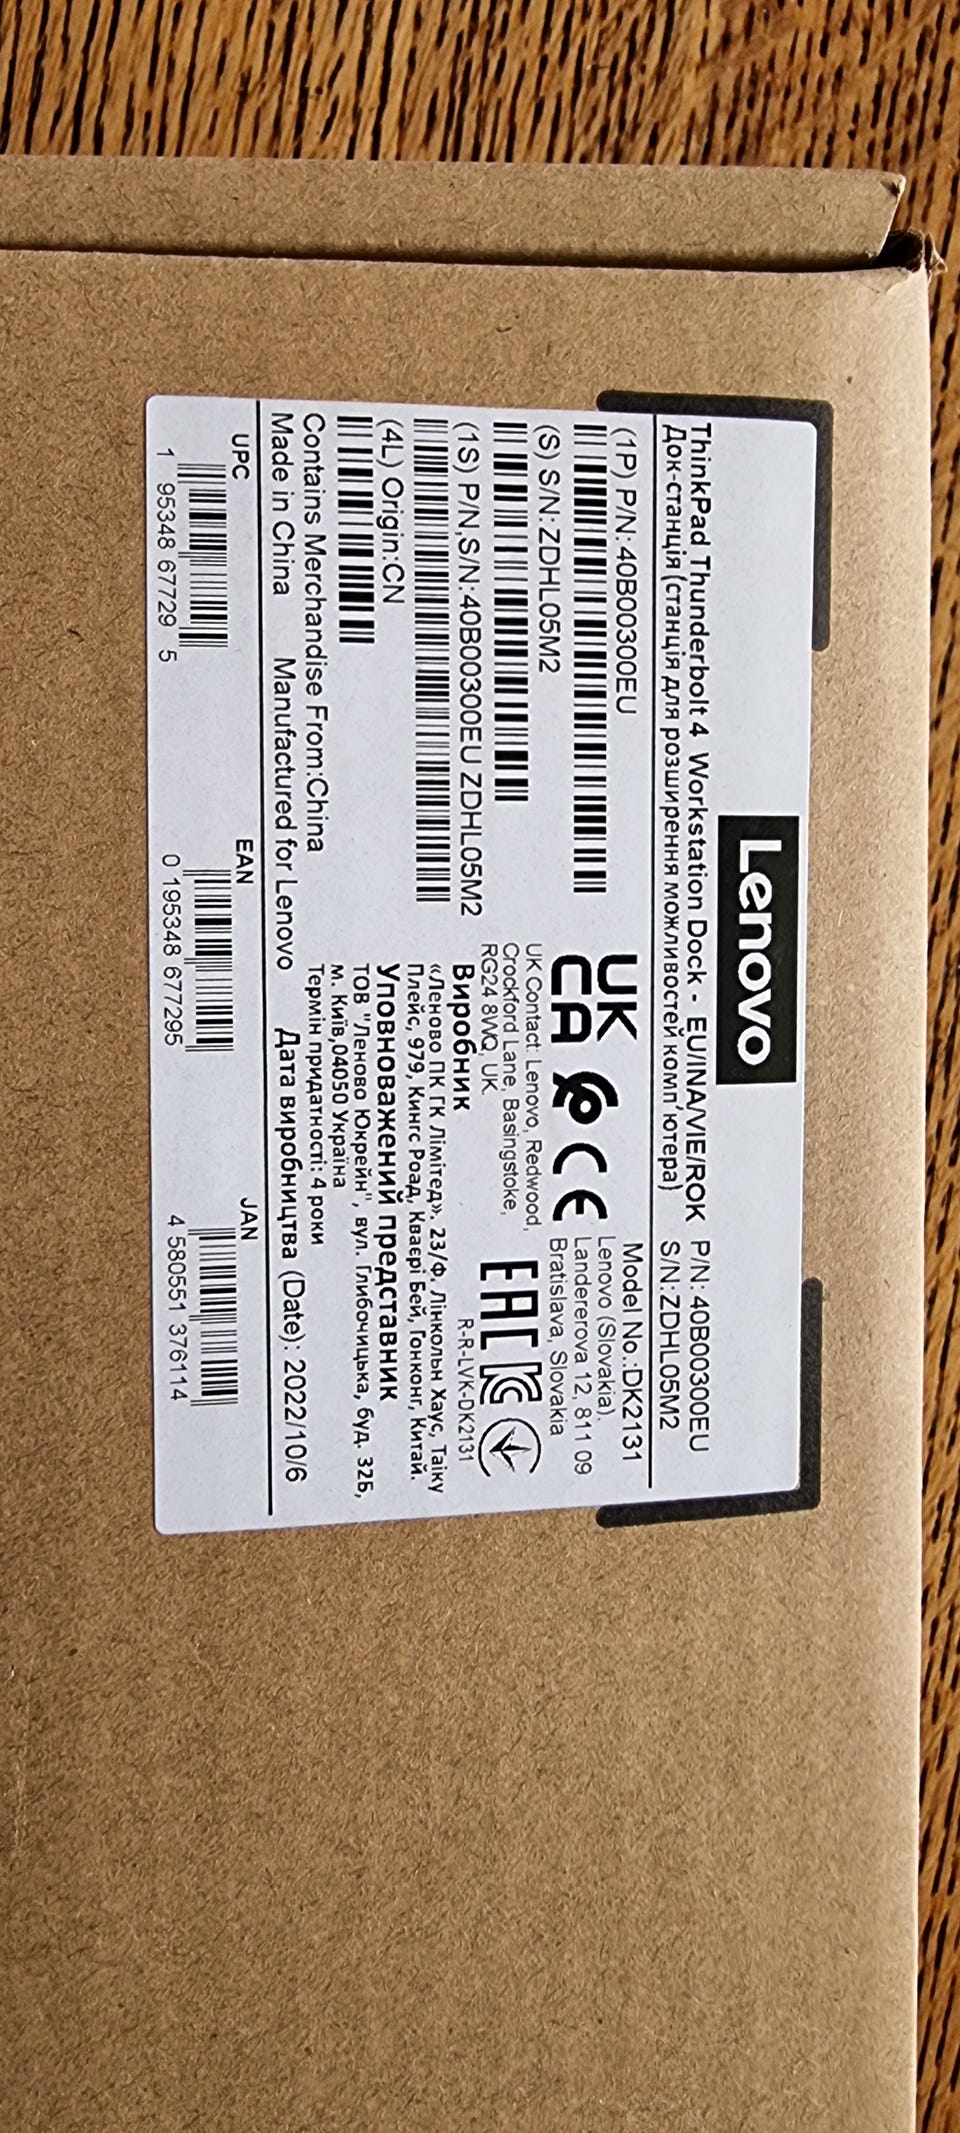 Lenovo
ThinkPad Thunderbolt 4 Workstation Dock - EU/INA/VIE/ROK P/N: 40B00300EU
Док-станція (станція для розширення можливостей комп'ютера) S/N:ZDHL05M2
(1P) P/N:40B00300EU
(S) S/N:ZDHL05M2
(1S) P/N,S/N:40B00300EU ZDHL05M2
(4L) Origin:CN
Contains Merchandise From:China
Made in China Manufactured for Lenovo
UK
CA
CE
Model No.:DK2131
Lenovo (Slovakia).
Landererova 12, 811 09
Bratislava, Slovakia
UK Contact: Lenovo, Redwood,
Crockford Lane, Basingstoke,
RG24 8WQ, UK
EAC
R-R-LVK-DK2131
Виробник
«Леново ПК ГК Лімітед». 23/Ф. Лінкольн Хаус, Таіку
Плейс, 979, Кингс Роад, Кваєрі Бей, Гонконг, Китай.
Уповноважений представник
ТОВ "Леново Юкрейн", вул. Глибочицька, буд. 32Б,
м. Київ,04050 Україна
Термін придатності: 4 роки
Дата виробництва (Date): 2022/10/6
UPC
1 95348 67729 5
EAN
0 195348 677295
JAN
4 580551 376114